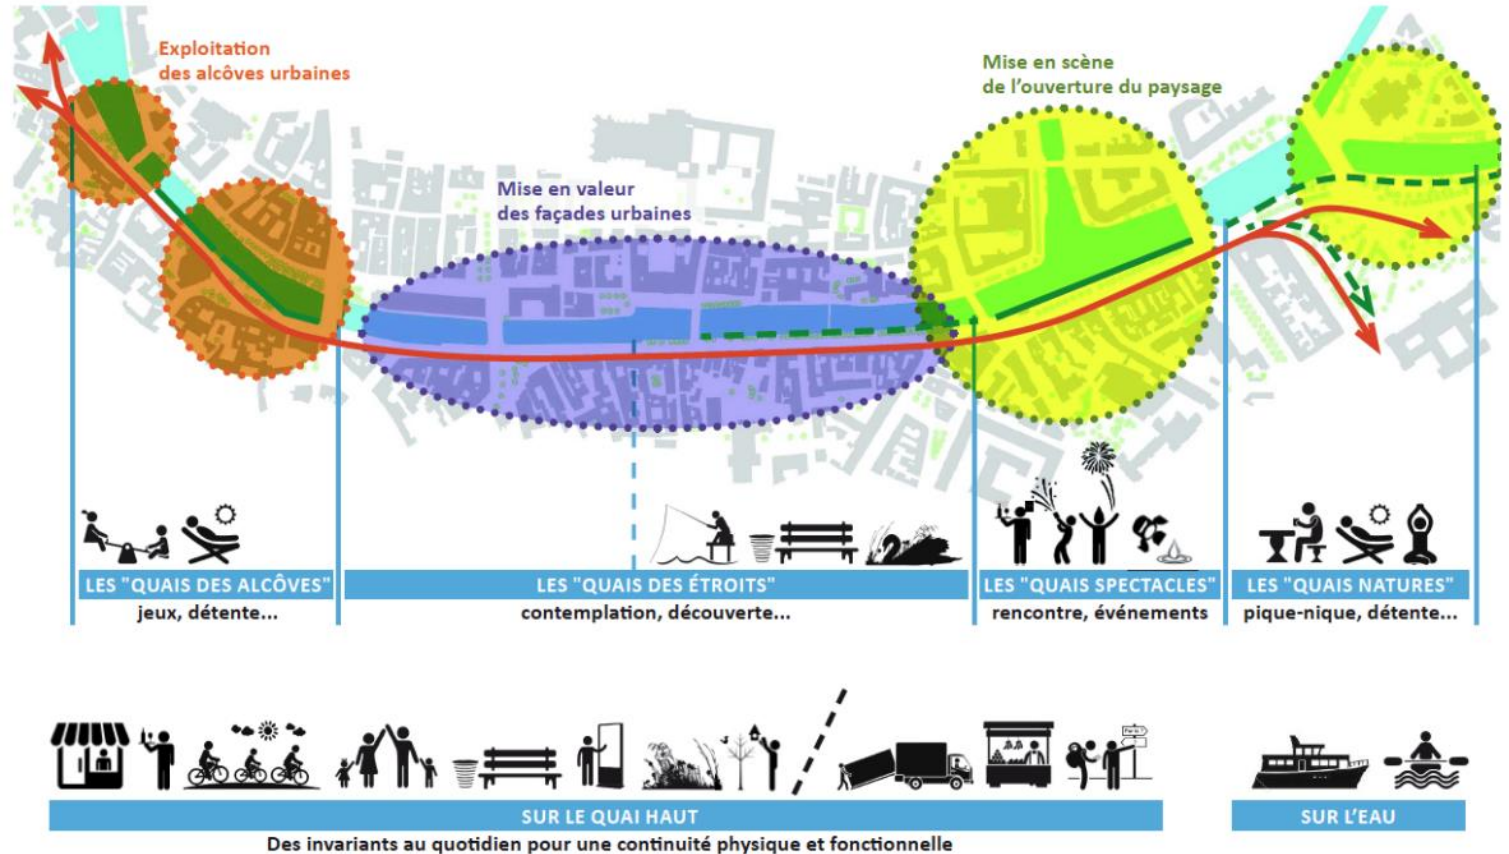 Exploitation
des alcôves urbaines
Mise en scène
de l'ouverture du paysage
Mise en valeur
des façades urbaines
LES "QUAIS DES ALCÔVES"
jeux, détente...
LES "QUAIS DES ÉTROITS"
contemplation, découverte...
LES "QUAIS SPECTACLES"
rencontre, événements
LES "QUAIS NATURES"
pique-nique, détente...
SUR LE QUAI HAUT
Des invariants au quotidien pour une continuité physique et fonctionnelle
SUR L'EAU